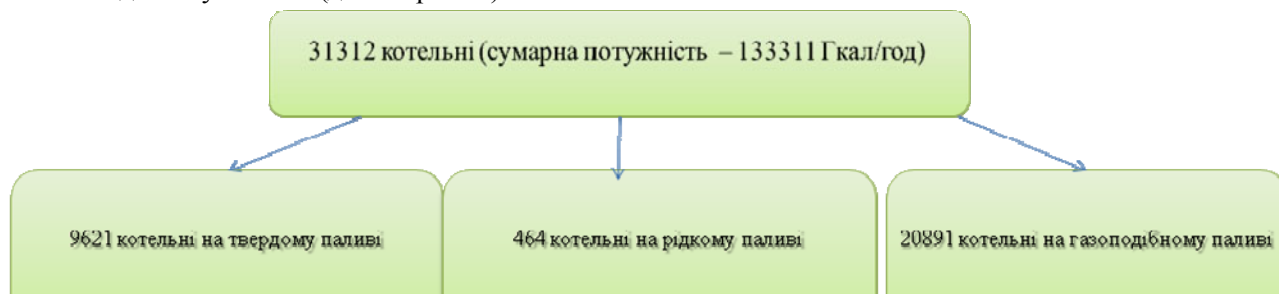 31312 котельні (сумарна потужність – 133311 Гкал/год)
9621 котельні на твердому паливі
464 котельні на рідкому паливі
20891 котельні на газоподібному паливі